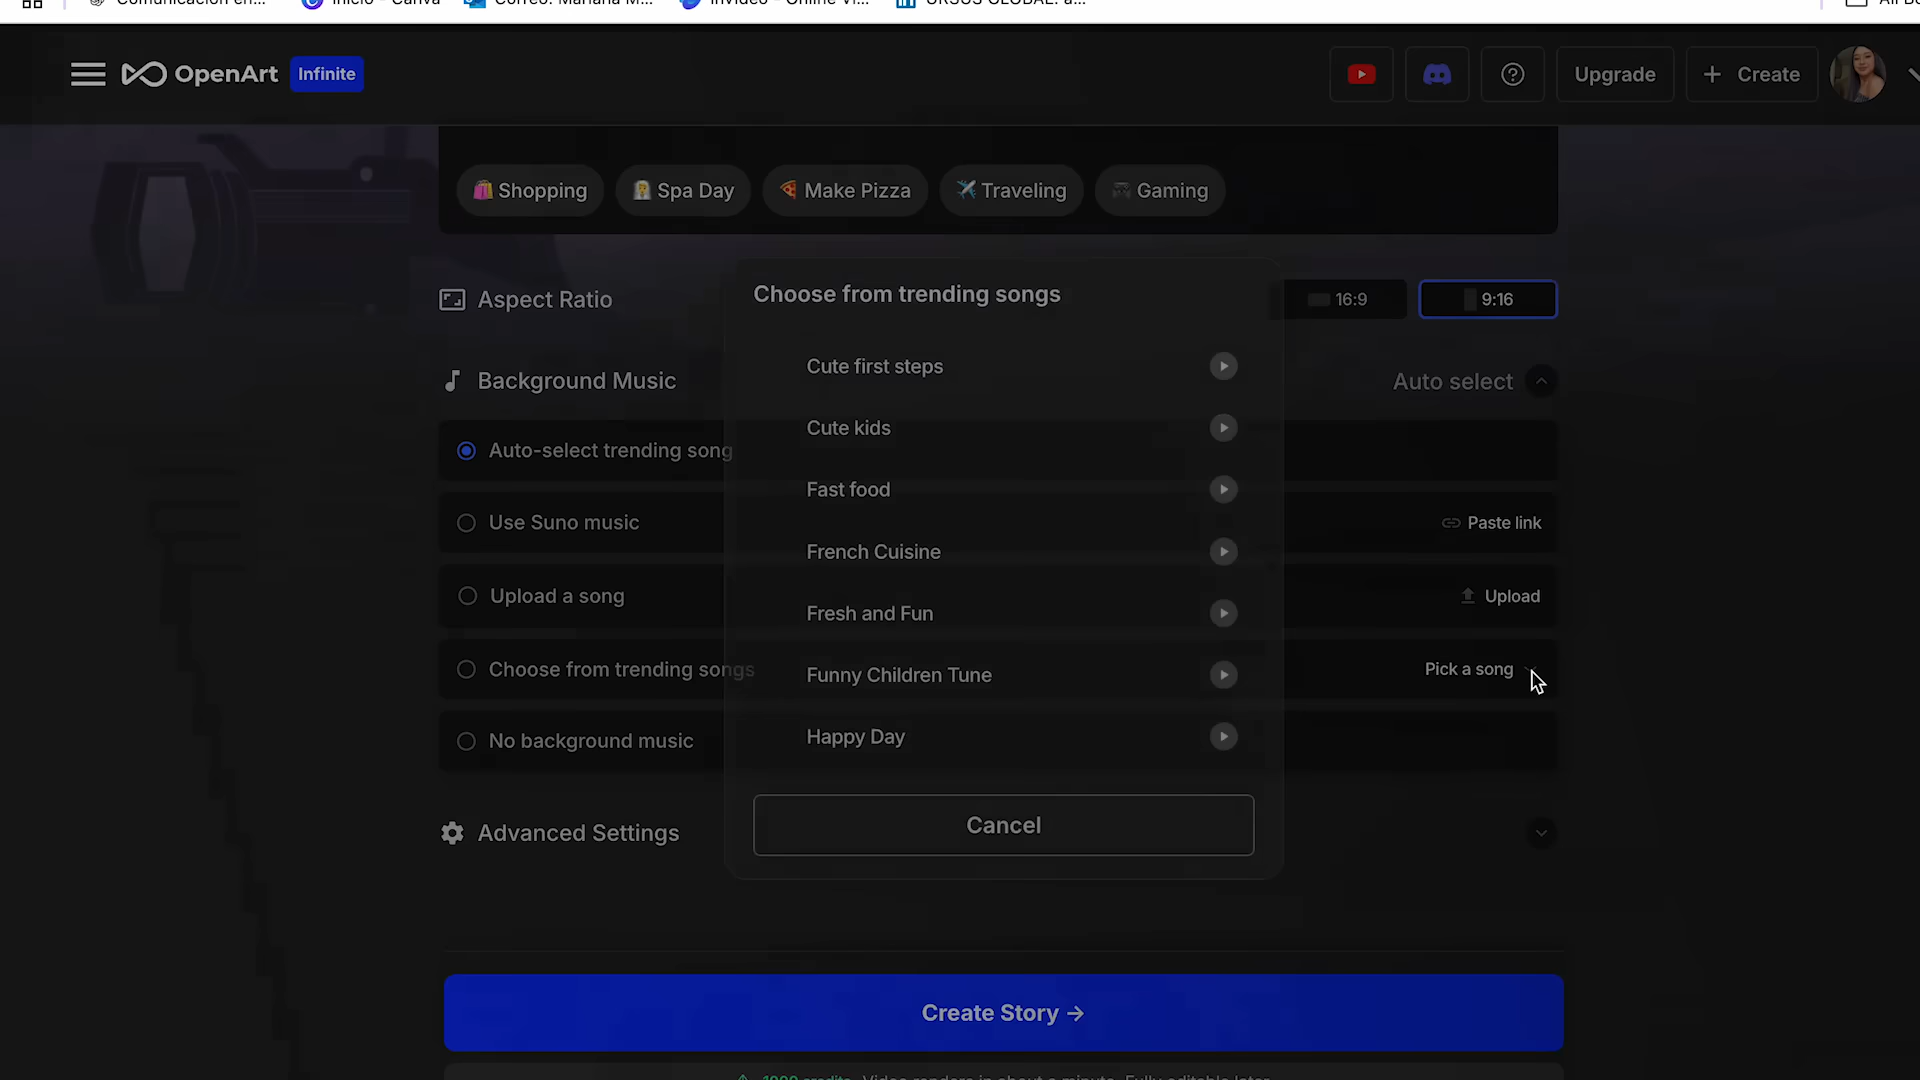 Inicio - Canva
OpenArt
Infinite
Upgrade
+ Create
Shopping
Spa Day
Make Pizza
Traveling
Gaming
Aspect Ratio
16:9
9:16
Background Music
Auto select
Auto-select trending song
Use Suno music
Paste link
Upload a song
Upload
Choose from trending songs
Pick a song
No background music
Choose from trending songs
Cute first steps
Cute kids
Fast food
French Cuisine
Fresh and Fun
Funny Children Tune
Happy Day
Cancel
Advanced Settings
Create Story →